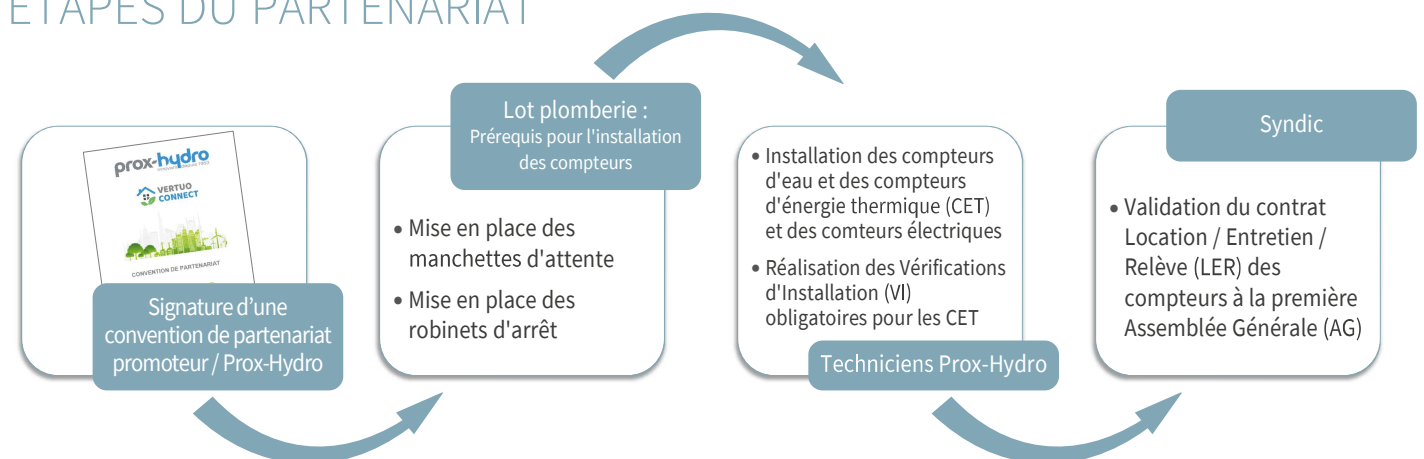 ETAPES DU PARTENARIAT
prox-hydro
VERTUO
CONNECT
CONVENTION DE PARTENARIAT
Signature d'une
convention de partenariat
promoteur / Prox-Hydro
Lot plomberie :
Prérequis pour l'installation
des compteurs
• Mise en place des
manchettes d'attente
• Mise en place des
robinets d'arrêt
• Installation des compteurs
d'eau et des compteurs
d'énergie thermique (CET)
et des comteurs électriques
• Réalisation des Vérifications
d'Installation (VI)
obligatoires pour les CET
Techniciens Prox-Hydro
Syndic
• Validation du contrat
Location / Entretien /
Relève (LER) des
compteurs à la première
Assemblée Générale (AG)